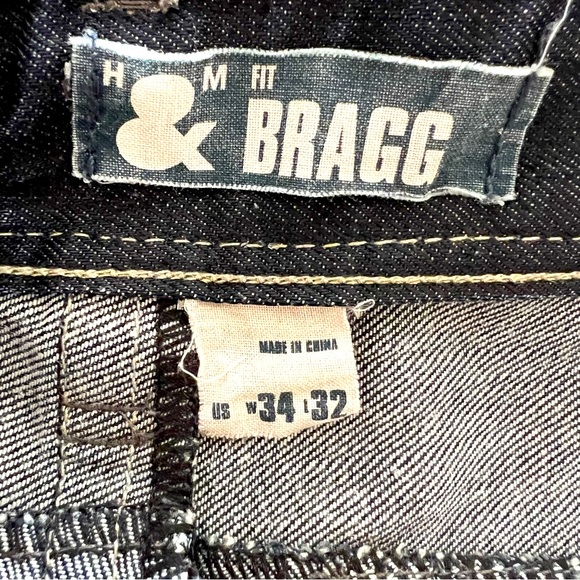 H & M FIT
BRAGG
MADE IN CHINA
US W34 L32